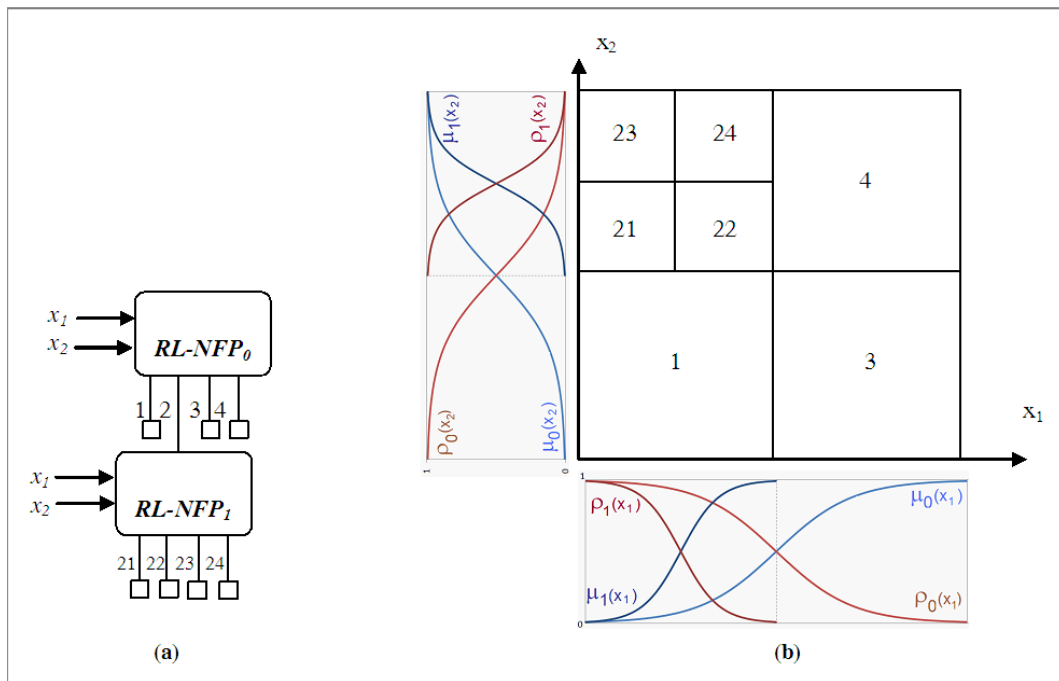 x₁
x₂
RL-NFP₀
1 2 3 4
x₁
x₂
RL-NFP₁
21 22 23 24
(a)
x₂
μ₁(x₂)
ρ₁(x₂)
ρ₀(x₂)
μ₀(x₂)
1
0
23 24
4
21 22
1 3
x₁
1
ρ₁(x₁)
μ₀(x₁)
μ₁(x₁)
ρ₀(x₁)
0
(b)